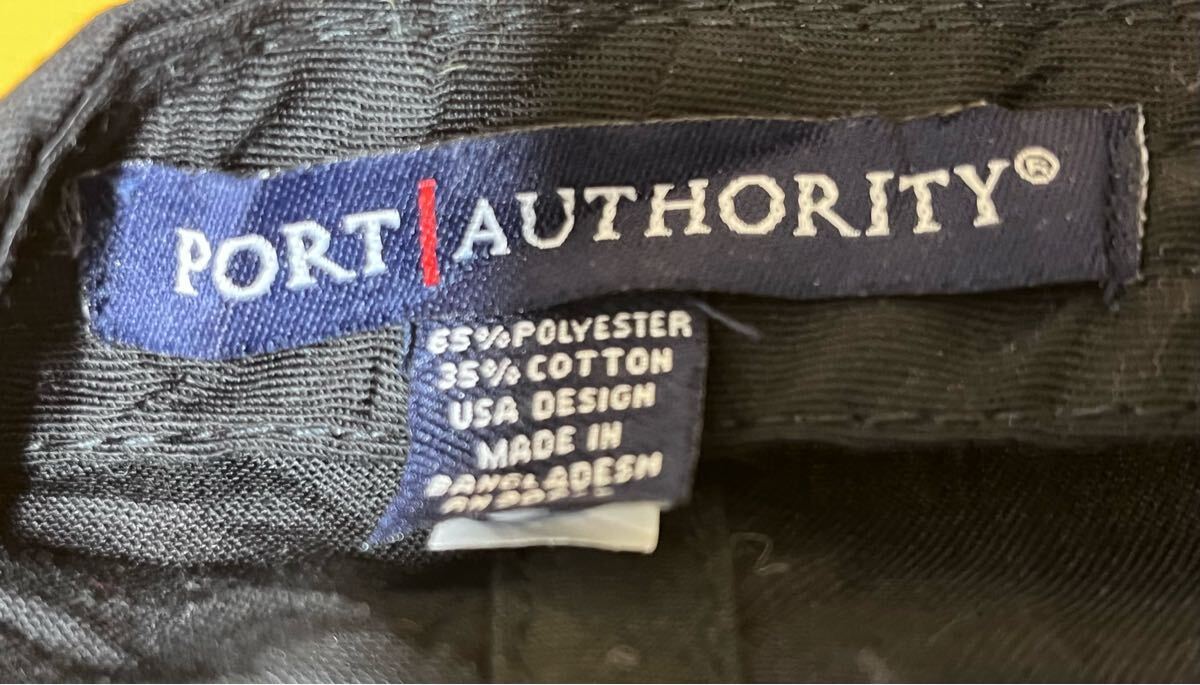 PORT | AUTHORITY®
65% POLYESTER
35% COTTON
USA DESIGN
MADE IN
BANGLADESH